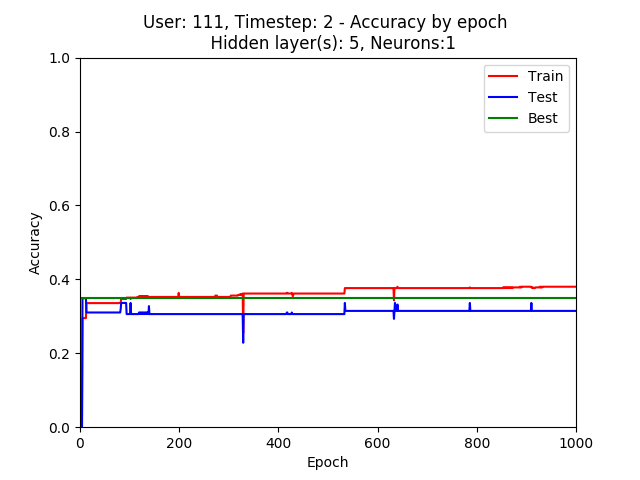 User: 111, Timestep: 2 - Accuracy by epoch
Hidden layer(s): 5, Neurons:1
1.0
0.8
0.6
0.4
0.2
0.0
Accuracy
Train
Test
Best
0 200 400 600 800 1000
Epoch